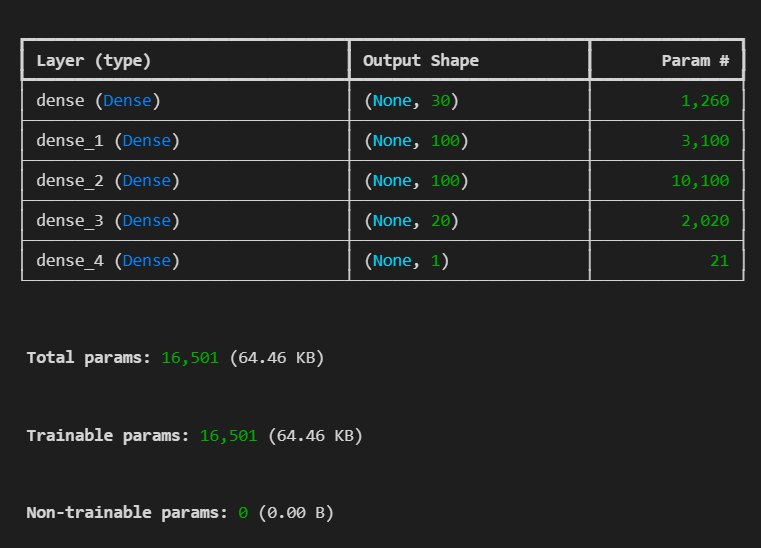 Layer (type) Output Shape Param #
dense (Dense) (None, 30) 1,260
dense_1 (Dense) (None, 100) 3,100
dense_2 (Dense) (None, 100) 10,100
dense_3 (Dense) (None, 20) 2,020
dense_4 (Dense) (None, 1) 21
Total params: 16,501 (64.46 KB)
Trainable params: 16,501 (64.46 KB)
Non-trainable params: 0 (0.00 B)